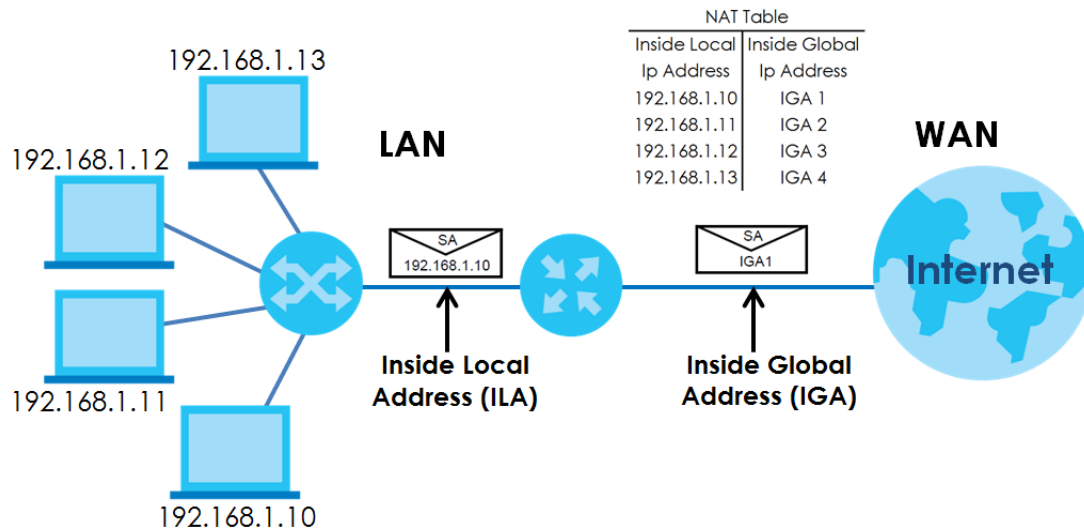 NAT Table
Inside Local Inside Global
Ip Address Ip Address
192.168.1.10 IGA 1
192.168.1.11 IGA 2
192.168.1.12 IGA 3
192.168.1.13 IGA 4
192.168.1.13
192.168.1.12
192.168.1.11
192.168.1.10
LAN
WAN
SA
192.168.1.10
SA
IGA1
Internet
Inside Local
Address (ILA)
Inside Global
Address (IGA)